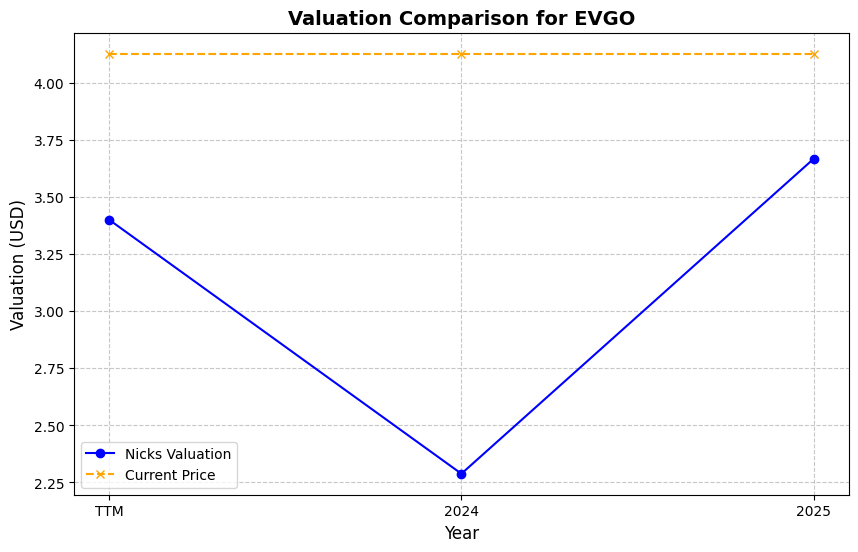 Valuation Comparison for EVGO
Valuation (USD)
4.00
3.75
3.50
3.25
3.00
2.75
2.50
2.25
Nicks Valuation
Current Price
TTM 2024 2025
Year